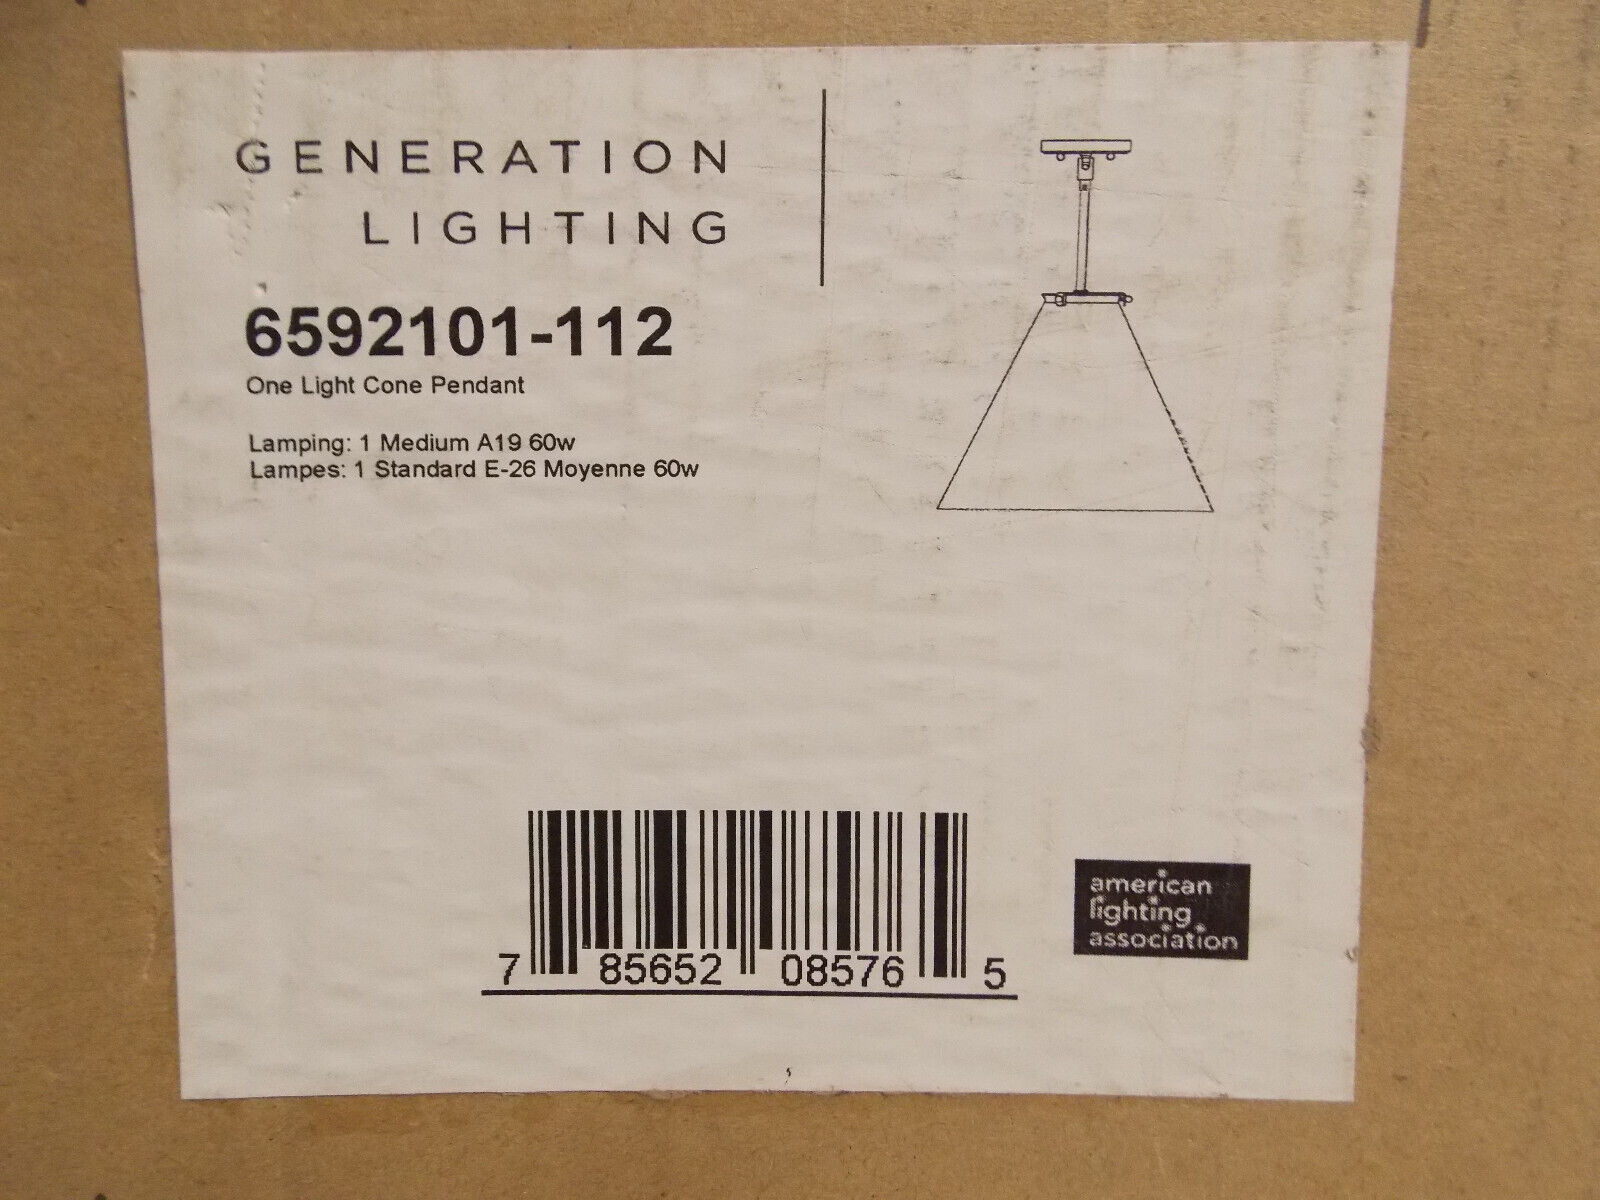 GENERATION
LIGHTING
6592101-112
One Light Cone Pendant
Lamping: 1 Medium A19 60w
Lampes: 1 Standard E-26 Moyenne 60w
7 85652 08576 5
american
lighting
association